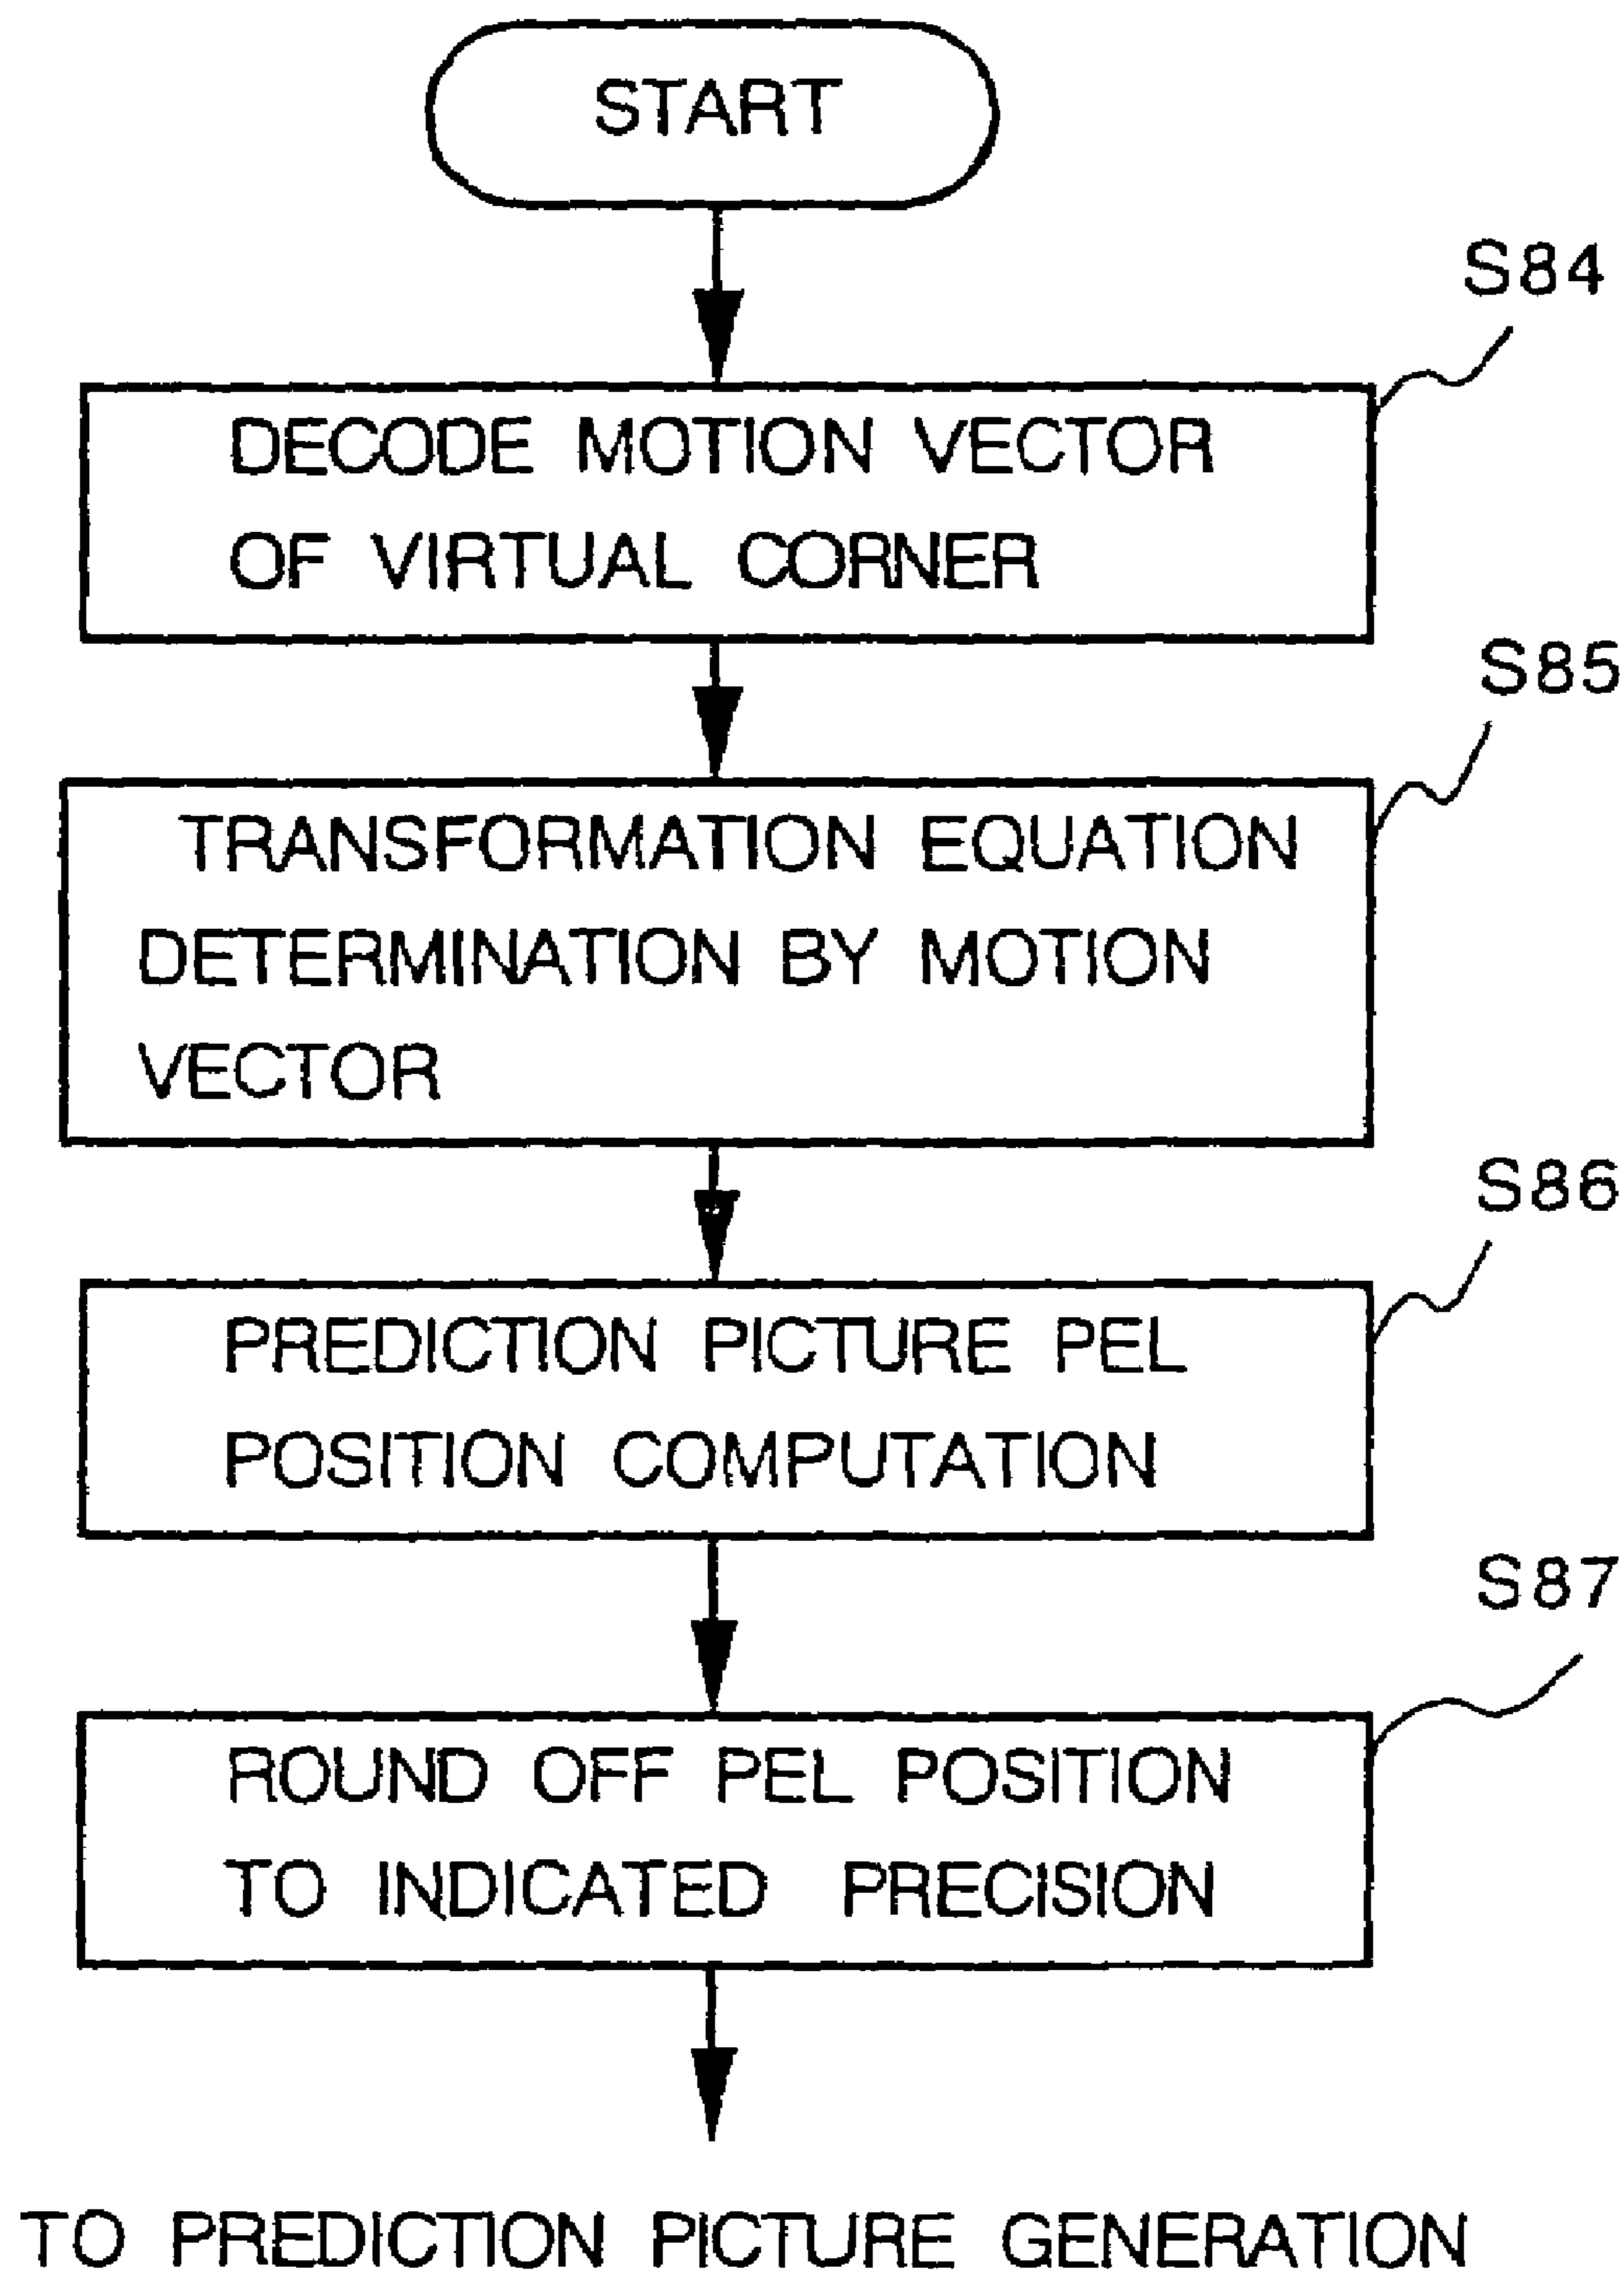 START
S84
DECODE MOTION VECTOR
OF VIRTUAL CORNER
S85
TRANSFORMATION EQUATION
DETERMINATION BY MOTION
VECTOR
S86
PREDICTION PICTURE PEL
POSITION COMPUTATION
S87
ROUND OFF PEL POSITION
TO INDICATED PRECISION
TO PREDICTION PICTURE GENERATION